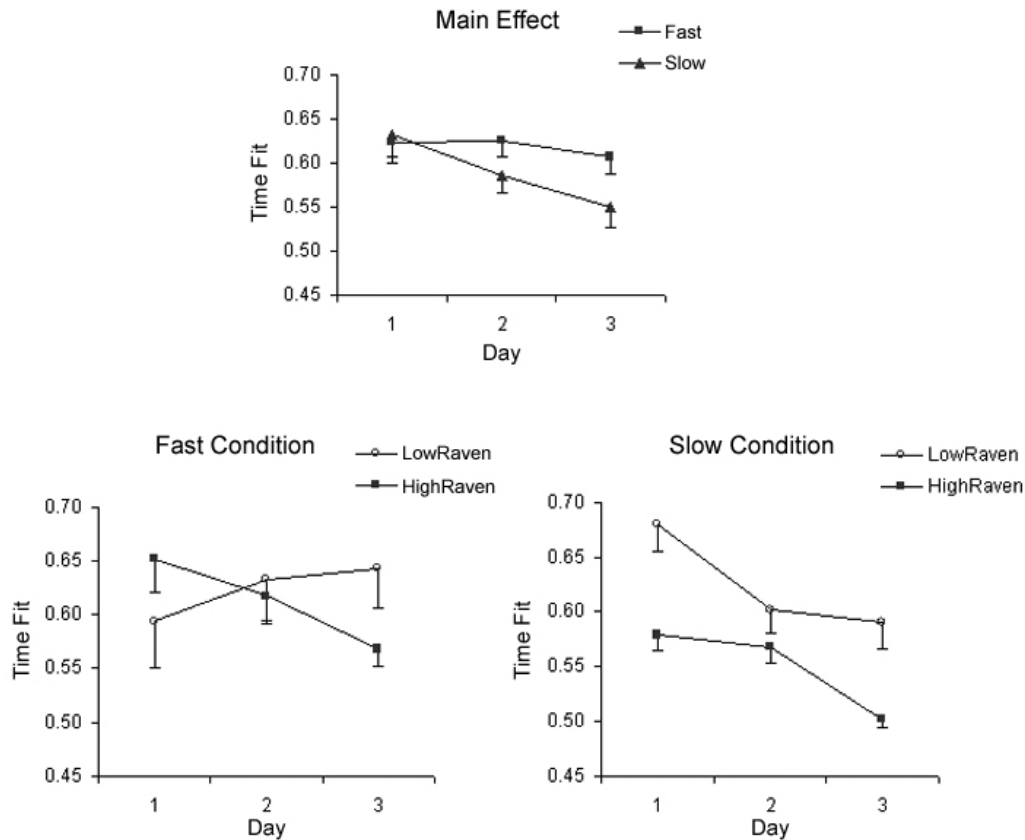 Main Effect
Fast
Slow
0.70
0.65
0.60
0.55
0.50
0.45
Time Fit
1 2 3
Day
Fast Condition
LowRaven
HighRaven
0.70
0.65
0.60
0.55
0.50
0.45
Time Fit
1 2 3
Day
Slow Condition
LowRaven
HighRaven
0.70
0.65
0.60
0.55
0.50
0.45
Time Fit
1 2 3
Day